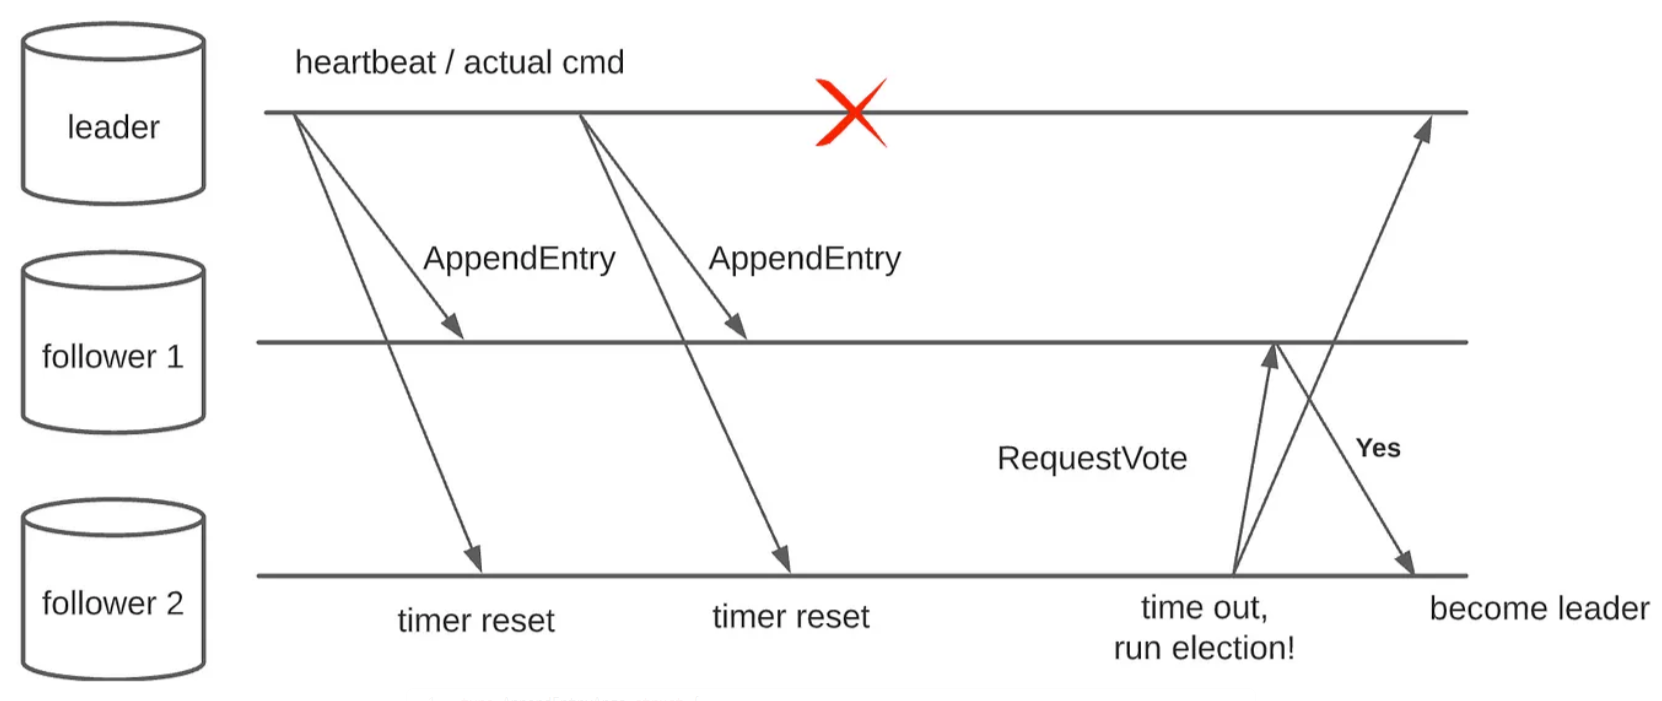 heartbeat / actual cmd
leader
AppendEntry
AppendEntry
follower 1
RequestVote
Yes
follower 2
timer reset
timer reset
time out,
run election!
become leader